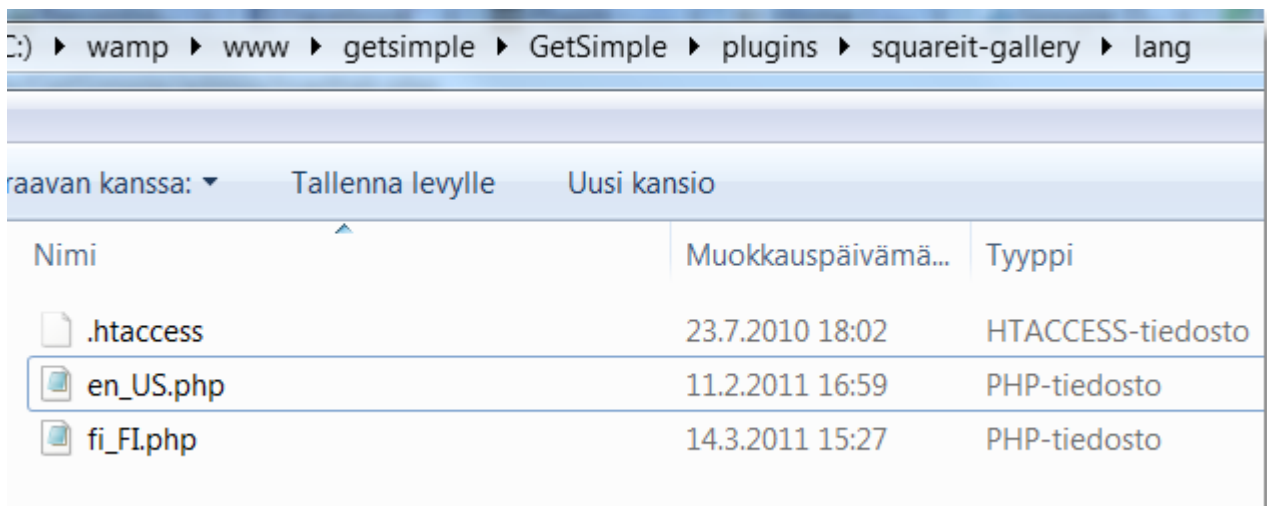 C:) ▸ wamp ▸ www ▸ getsimple ▸ GetSimple ▸ plugins ▸ squareit-gallery ▸ lang
raavan kanssa: ▾ Tallenna levylle Uusi kansio
Nimi Muokkauspäivämä... Tyyppi
.htaccess 23.7.2010 18:02 HTACCESS-tiedosto
en_US.php 11.2.2011 16:59 PHP-tiedosto
fi_FI.php 14.3.2011 15:27 PHP-tiedosto